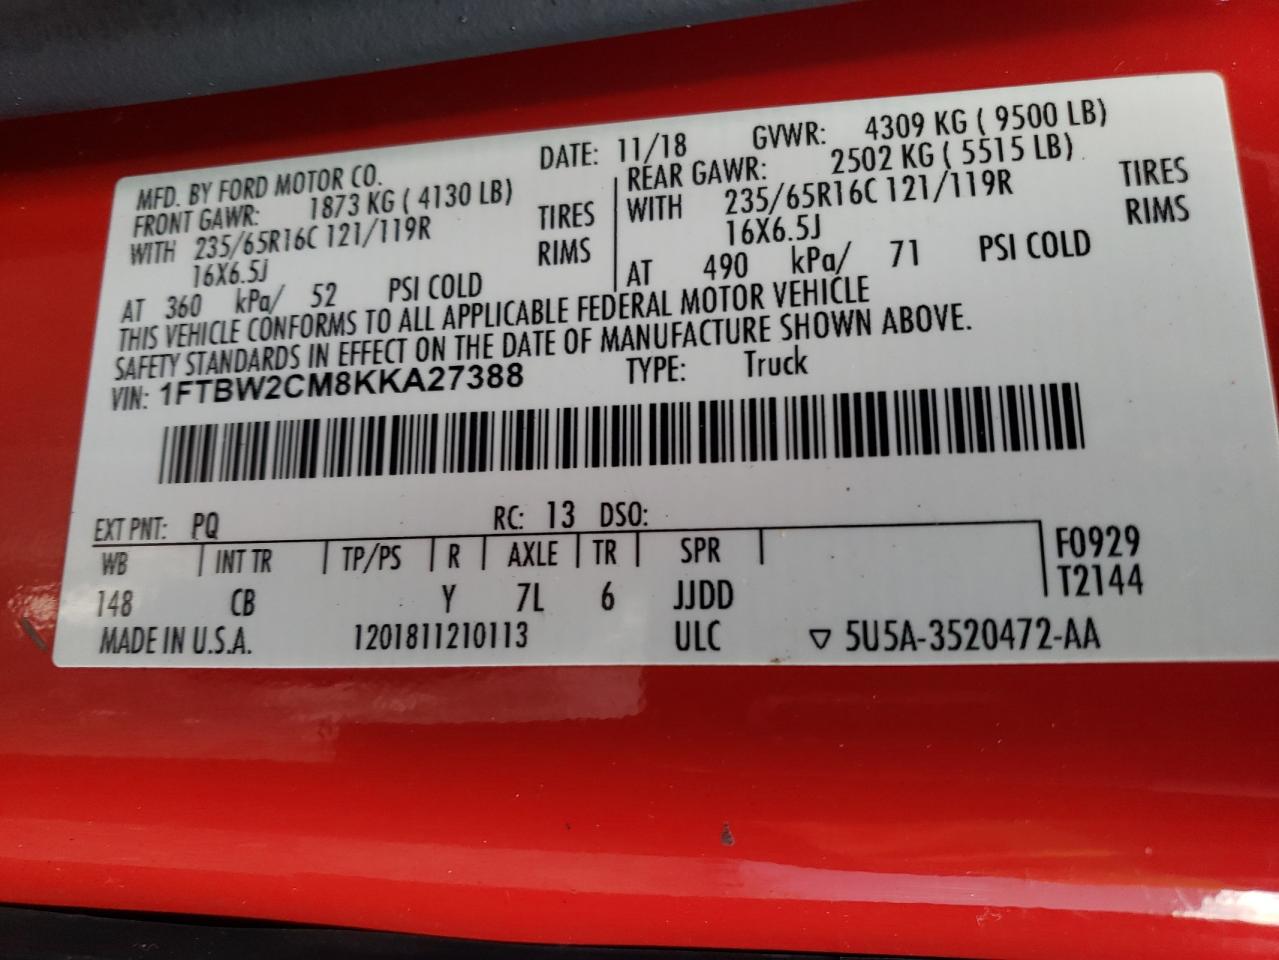 MFD. BY FORD MOTOR CO. DATE: 11/18 GVWR: 4309 KG ( 9500 LB)
FRONT GAWR: 1873 KG ( 4130 LB) REAR GAWR: 2502 KG ( 5515 LB)
WITH 235/65R16C 121/119R TIRES WITH 235/65R16C 121/119R TIRES
16X6.5J RIMS 16X6.5J RIMS
AT 360 kPa/ 52 PSI COLD AT 490 kPa/ 71 PSI COLD
THIS VEHICLE CONFORMS TO ALL APPLICABLE FEDERAL MOTOR VEHICLE
SAFETY STANDARDS IN EFFECT ON THE DATE OF MANUFACTURE SHOWN ABOVE.
VIN: 1FTBW2CM8KKA27388 TYPE: Truck
EXT PNT: PQ RC: 13 DSO:
WB INT TR TP/PS R AXLE TR SPR F0929
148 CB Y 7L 6 JJDD T2144
MADE IN U.S.A. 1201811210113 ULC ▽ 5U5A-3520472-AA